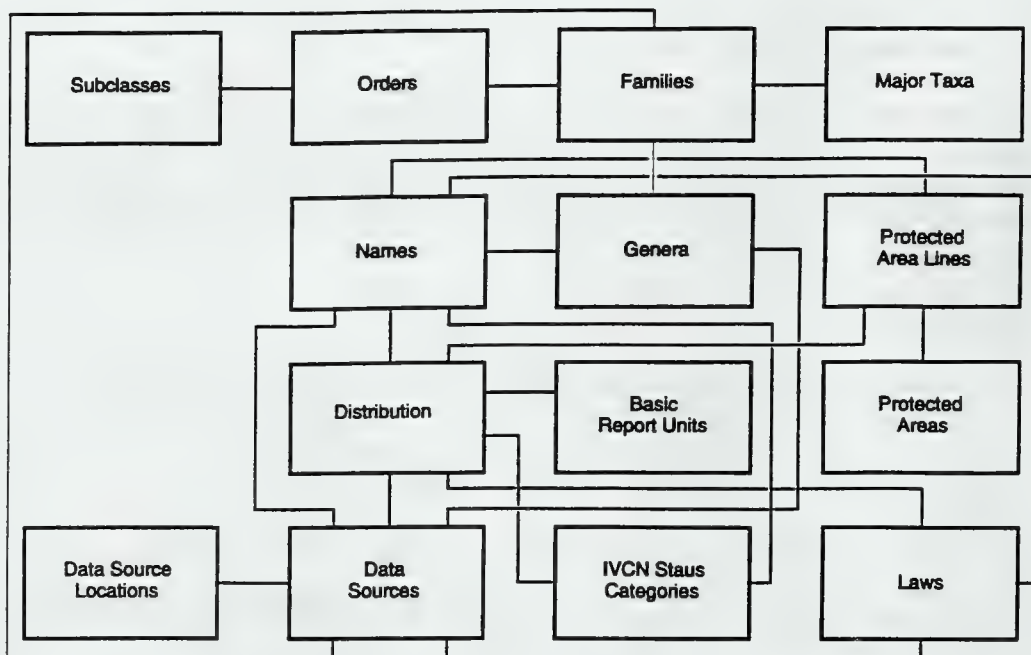 Subclasses
Orders
Families
Major Taxa
Names
Genera
Protected
Area Lines
Distribution
Basic
Report Units
Protected
Areas
Data Source
Locations
Data
Sources
IVCN Staus
Categories
Laws